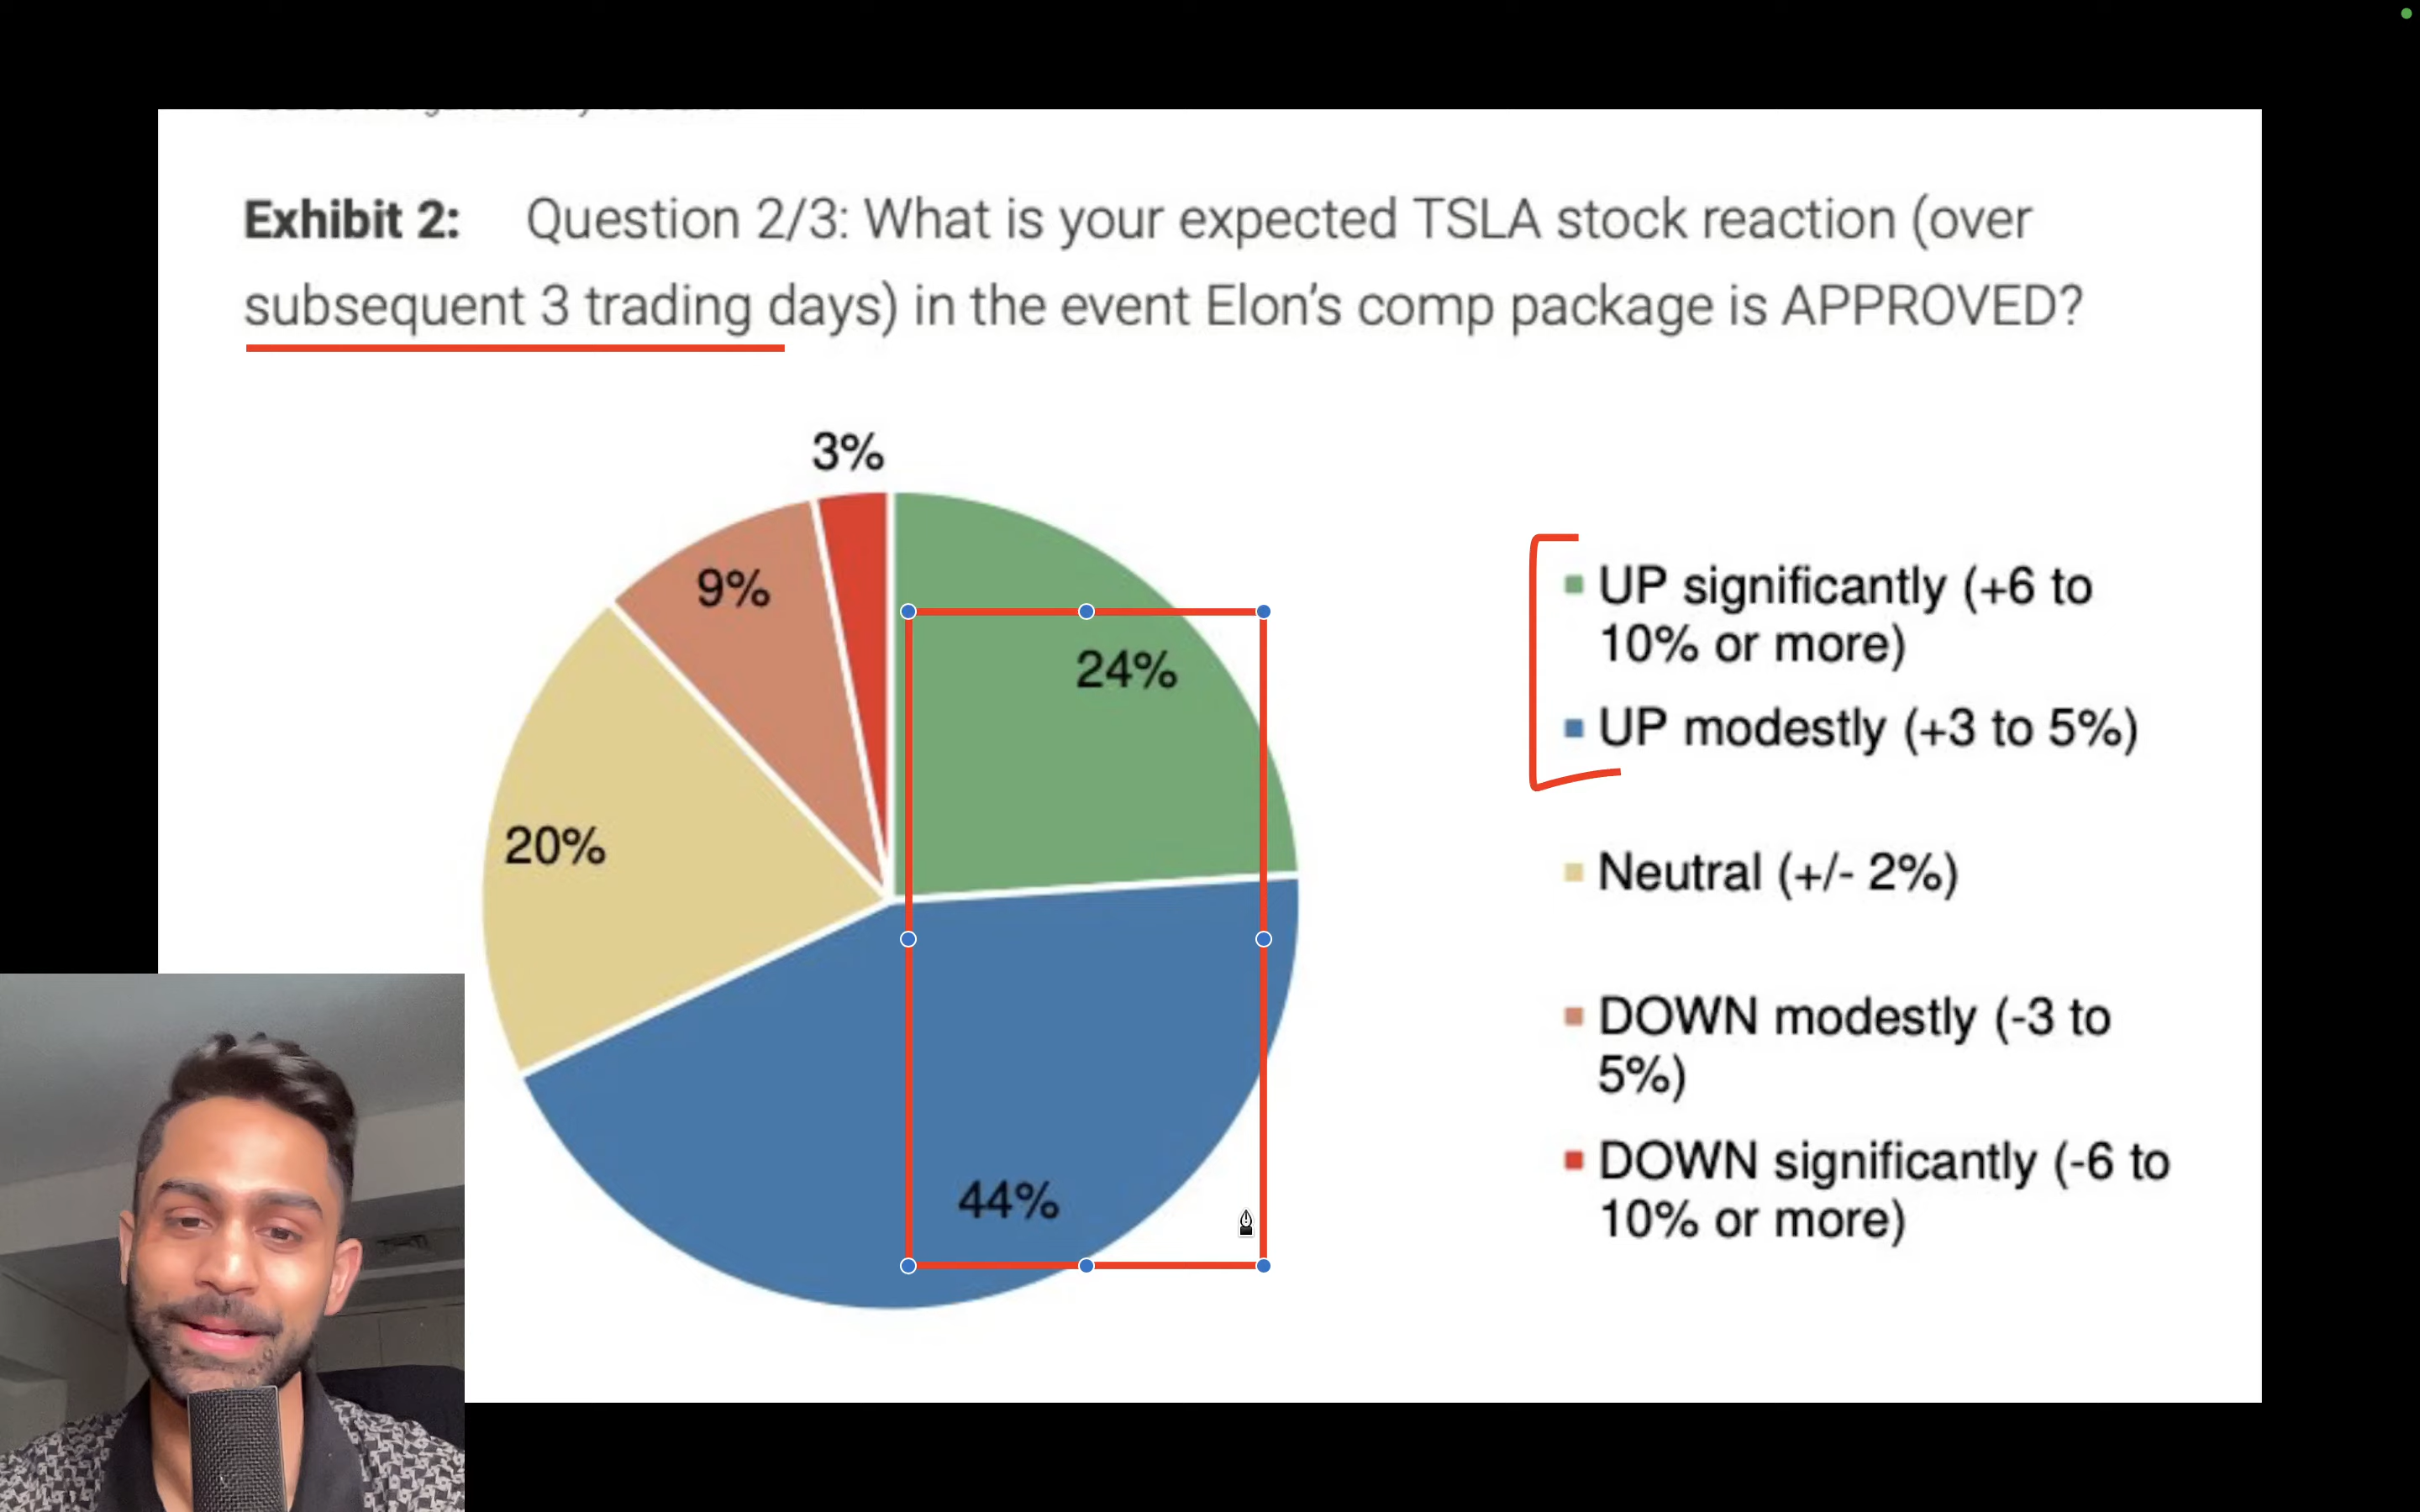 Exhibit 2: Question 2/3: What is your expected TSLA stock reaction (over
subsequent 3 trading days) in the event Elon's comp package is APPROVED?
3%
9%
24%
20%
44%
UP significantly (+6 to
10% or more)
UP modestly (+3 to 5%)
Neutral (+/- 2%)
DOWN modestly (-3 to
5%)
DOWN significantly (-6 to
10% or more)